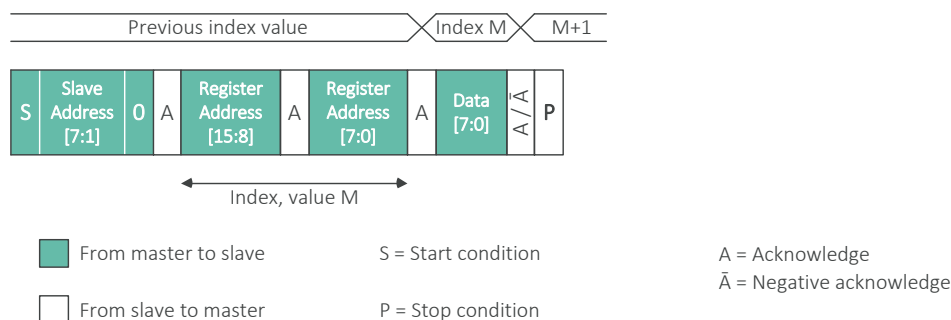 Previous index value
Index M
M+1
S
Slave
Address
[7:1]
0
A
Register
Address
[15:8]
A
Register
Address
[7:0]
A
Data
[7:0]
A / Ā
P
Index, value M
From master to slave
S = Start condition
A = Acknowledge
Ā = Negative acknowledge
From slave to master
P = Stop condition